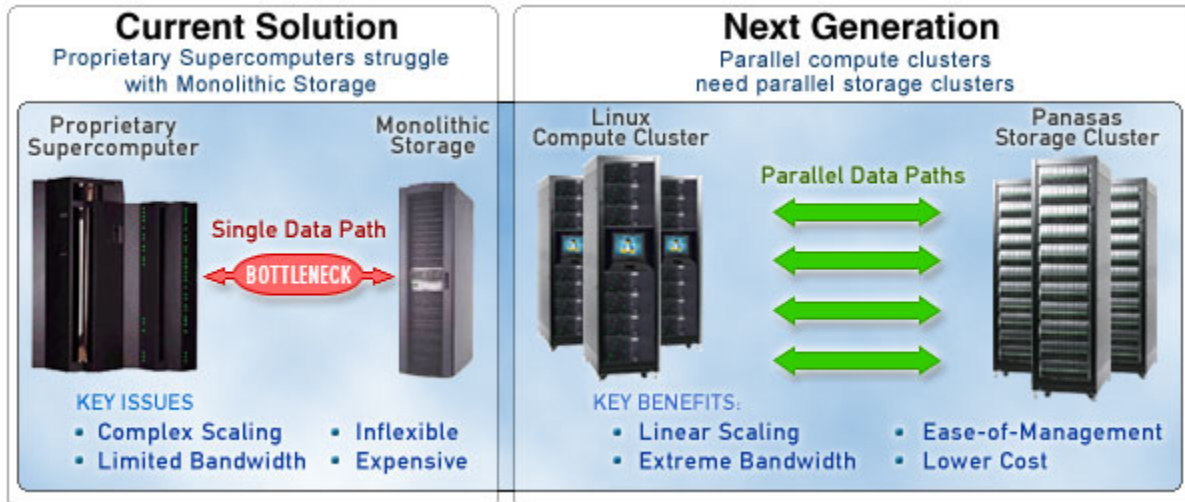 Current Solution
Proprietary Supercomputers struggle
with Monolithic Storage
Proprietary
Supercomputer
Monolithic
Storage
Single Data Path
BOTTLENECK
KEY ISSUES
• Complex Scaling
• Limited Bandwidth
• Inflexible
• Expensive
Next Generation
Parallel compute clusters
need parallel storage clusters
Linux
Compute Cluster
Parallel Data Paths
Panasas
Storage Cluster
KEY BENEFITS:
• Linear Scaling
• Extreme Bandwidth
• Ease-of-Management
• Lower Cost